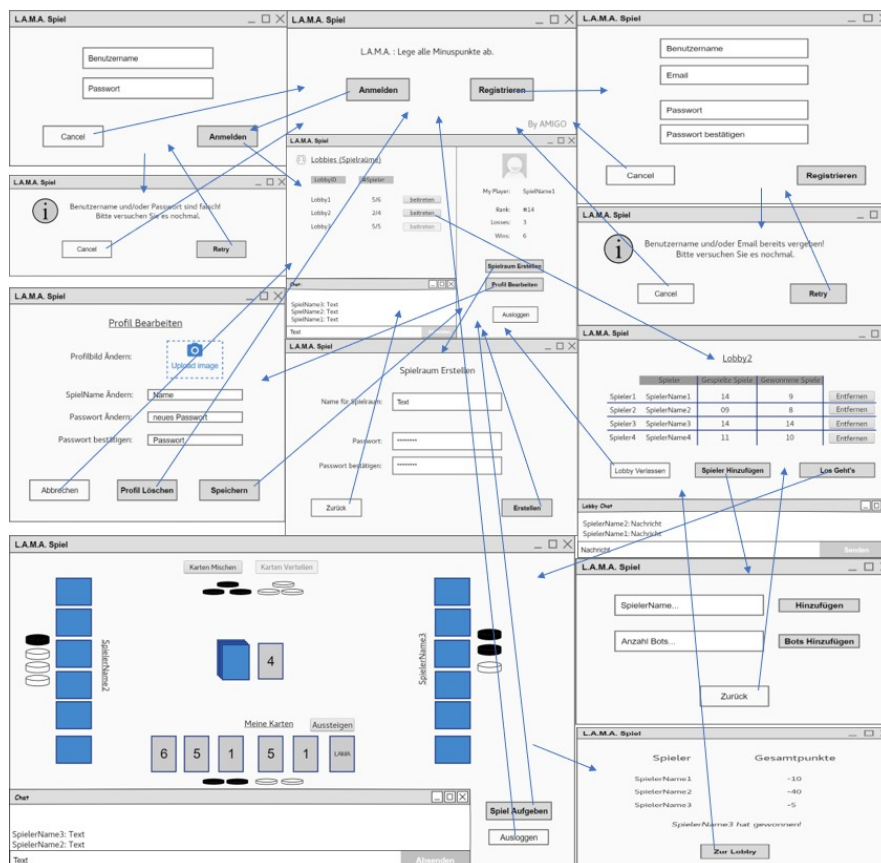 L.A.M.A. Spiel
Benutzername
Passwort
Cancel
Anmelden
L.A.M.A. Spiel
L.A.M.A. : Lege alle Minuspunkte ab.
Anmelden
Registrieren
By AMIGO
L.A.M.A. Spiel
Benutzername
Email
Passwort
Passwort bestätigen
Cancel
Registrieren
L.A.M.A. Spiel
Benutzername und/oder Passwort sind falsch!
Bitte versuchen Sie es nochmal.
Cancel
Retry
L.A.M.A. Spiel
Lobbies (Spielraüme)
LobbyID #Spieler
Lobby1 5/6 beitreten
Lobby2 2/4 beitreten
Lobby3 5/5 beitreten
My Player: SpielName1
Rank: #14
Losses: 3
Wins: 6
Spielraum Erstellen
Profil Bearbeiten
Ausloggen
Chat:
SpielName3: Text
SpielName2: Text
SpielName1: Text
Text
L.A.M.A. Spiel
Benutzername und/oder Email bereits vergeben!
Bitte versuchen Sie es nochmal.
Cancel
Retry
L.A.M.A. Spiel
Profil Bearbeiten
Profilbild Ändern:
Upload image
SpielName Ändern: Name
Passwort Ändern: neues Passwort
Passwort bestätigen: Passwort
Abbrechen
Profil Löschen
Speichern
L.A.M.A. Spiel
Spielraum Erstellen
Name für Spielraum: Text
Passwort: ********
Passwort bestätigen: ********
Zurück
Erstellen
L.A.M.A. Spiel
Lobby2
Spieler Gespielte Spiele Gewonnene Spiele
Spieler1 SpielerName1 14 9 Entfernen
Spieler2 SpielerName2 09 8 Entfernen
Spieler3 SpielerName3 14 14 Entfernen
Spieler4 SpielerName4 11 10 Entfernen
Lobby Verlassen
Spieler Hinzufügen
Los Geht's
Lobby Chat
SpielerName2: Nachricht
SpielerName1: Nachricht
Nachricht
Senden
L.A.M.A. Spiel
Karten Mischen
Karten Verteilen
SpielerName2
SpielerName3
4
Meine Karten
Aussteigen
6 5 1 5 1 LAMA
Chat
SpielerName3: Text
SpielerName2: Text
Text
Absenden
Spiel Aufgeben
Ausloggen
L.A.M.A. Spiel
SpielerName...
Hinzufügen
Anzahl Bots...
Bots Hinzufügen
Zurück
L.A.M.A. Spiel
Spieler Gesamtpunkte
SpielerName1 -10
SpielerName2 -40
SpielerName3 -5
SpielerName3 hat gewonnen!
Zur Lobby